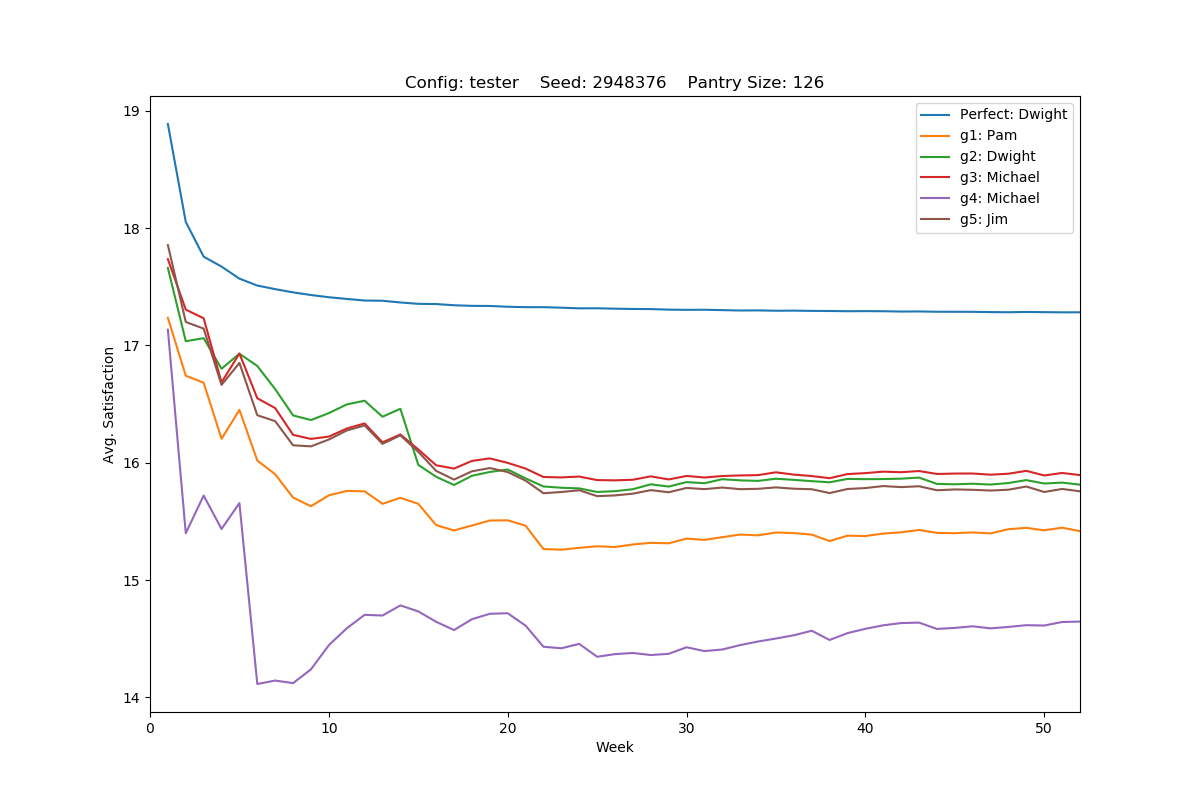 Config: tester    Seed: 2948376    Pantry Size: 126
19
18
17
16
15
14
Avg. Satisfaction
Perfect: Dwight
g1: Pam
g2: Dwight
g3: Michael
g4: Michael
g5: Jim
0
10
20
30
40
50
Week